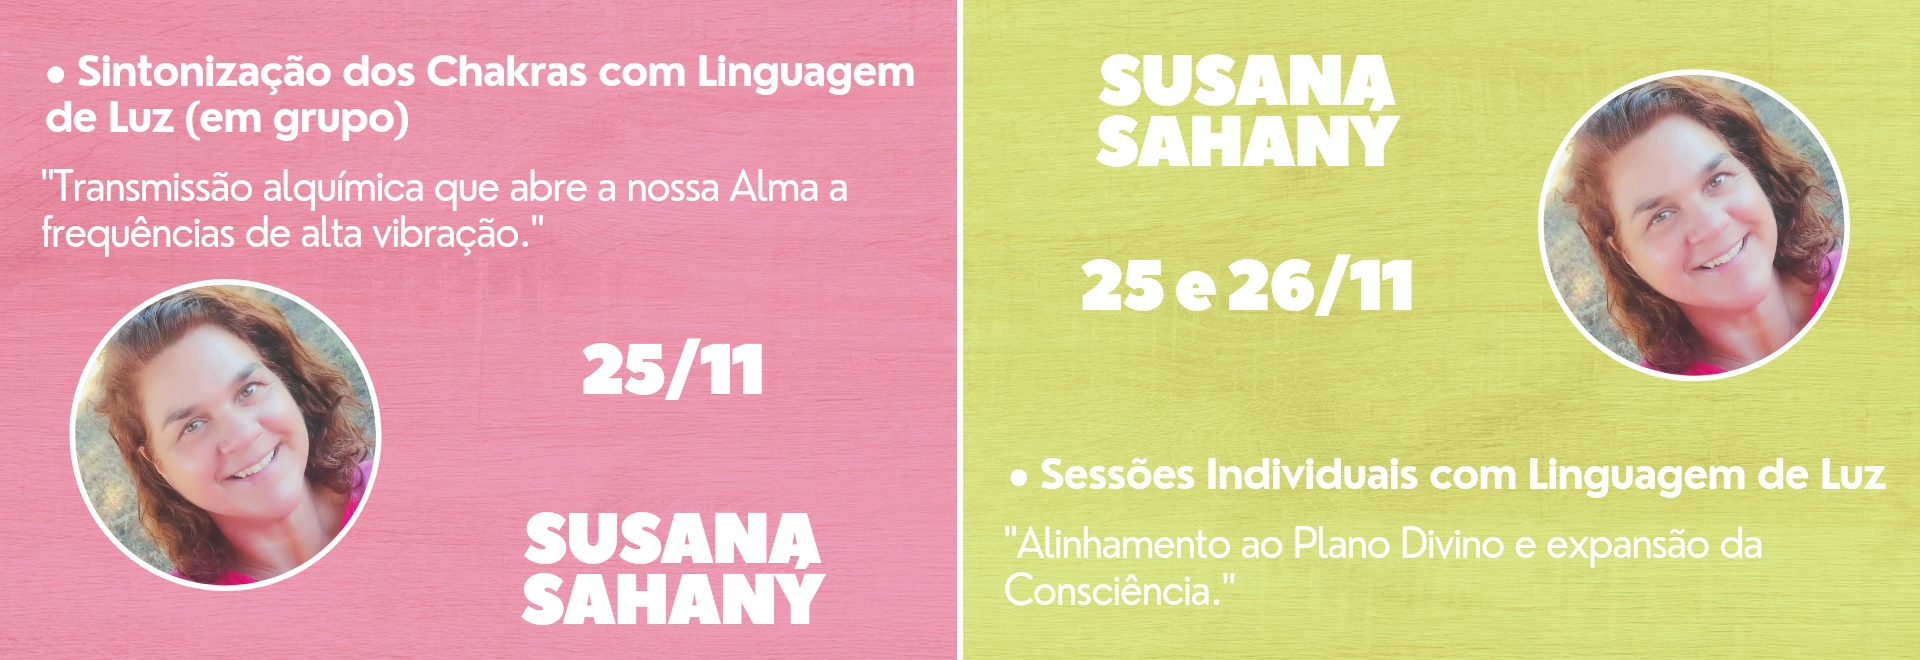 ● Sintonização dos Chakras com Linguagem
de Luz (em grupo)
"Transmissão alquímica que abre a nossa Alma a
frequências de alta vibração."
25/11
SUSANA
SAHANÝ
SUSANA
SAHANÝ
25 e 26/11
● Sessões Individuais com Linguagem de Luz
"Alinhamento ao Plano Divino e expansão da
Consciência."